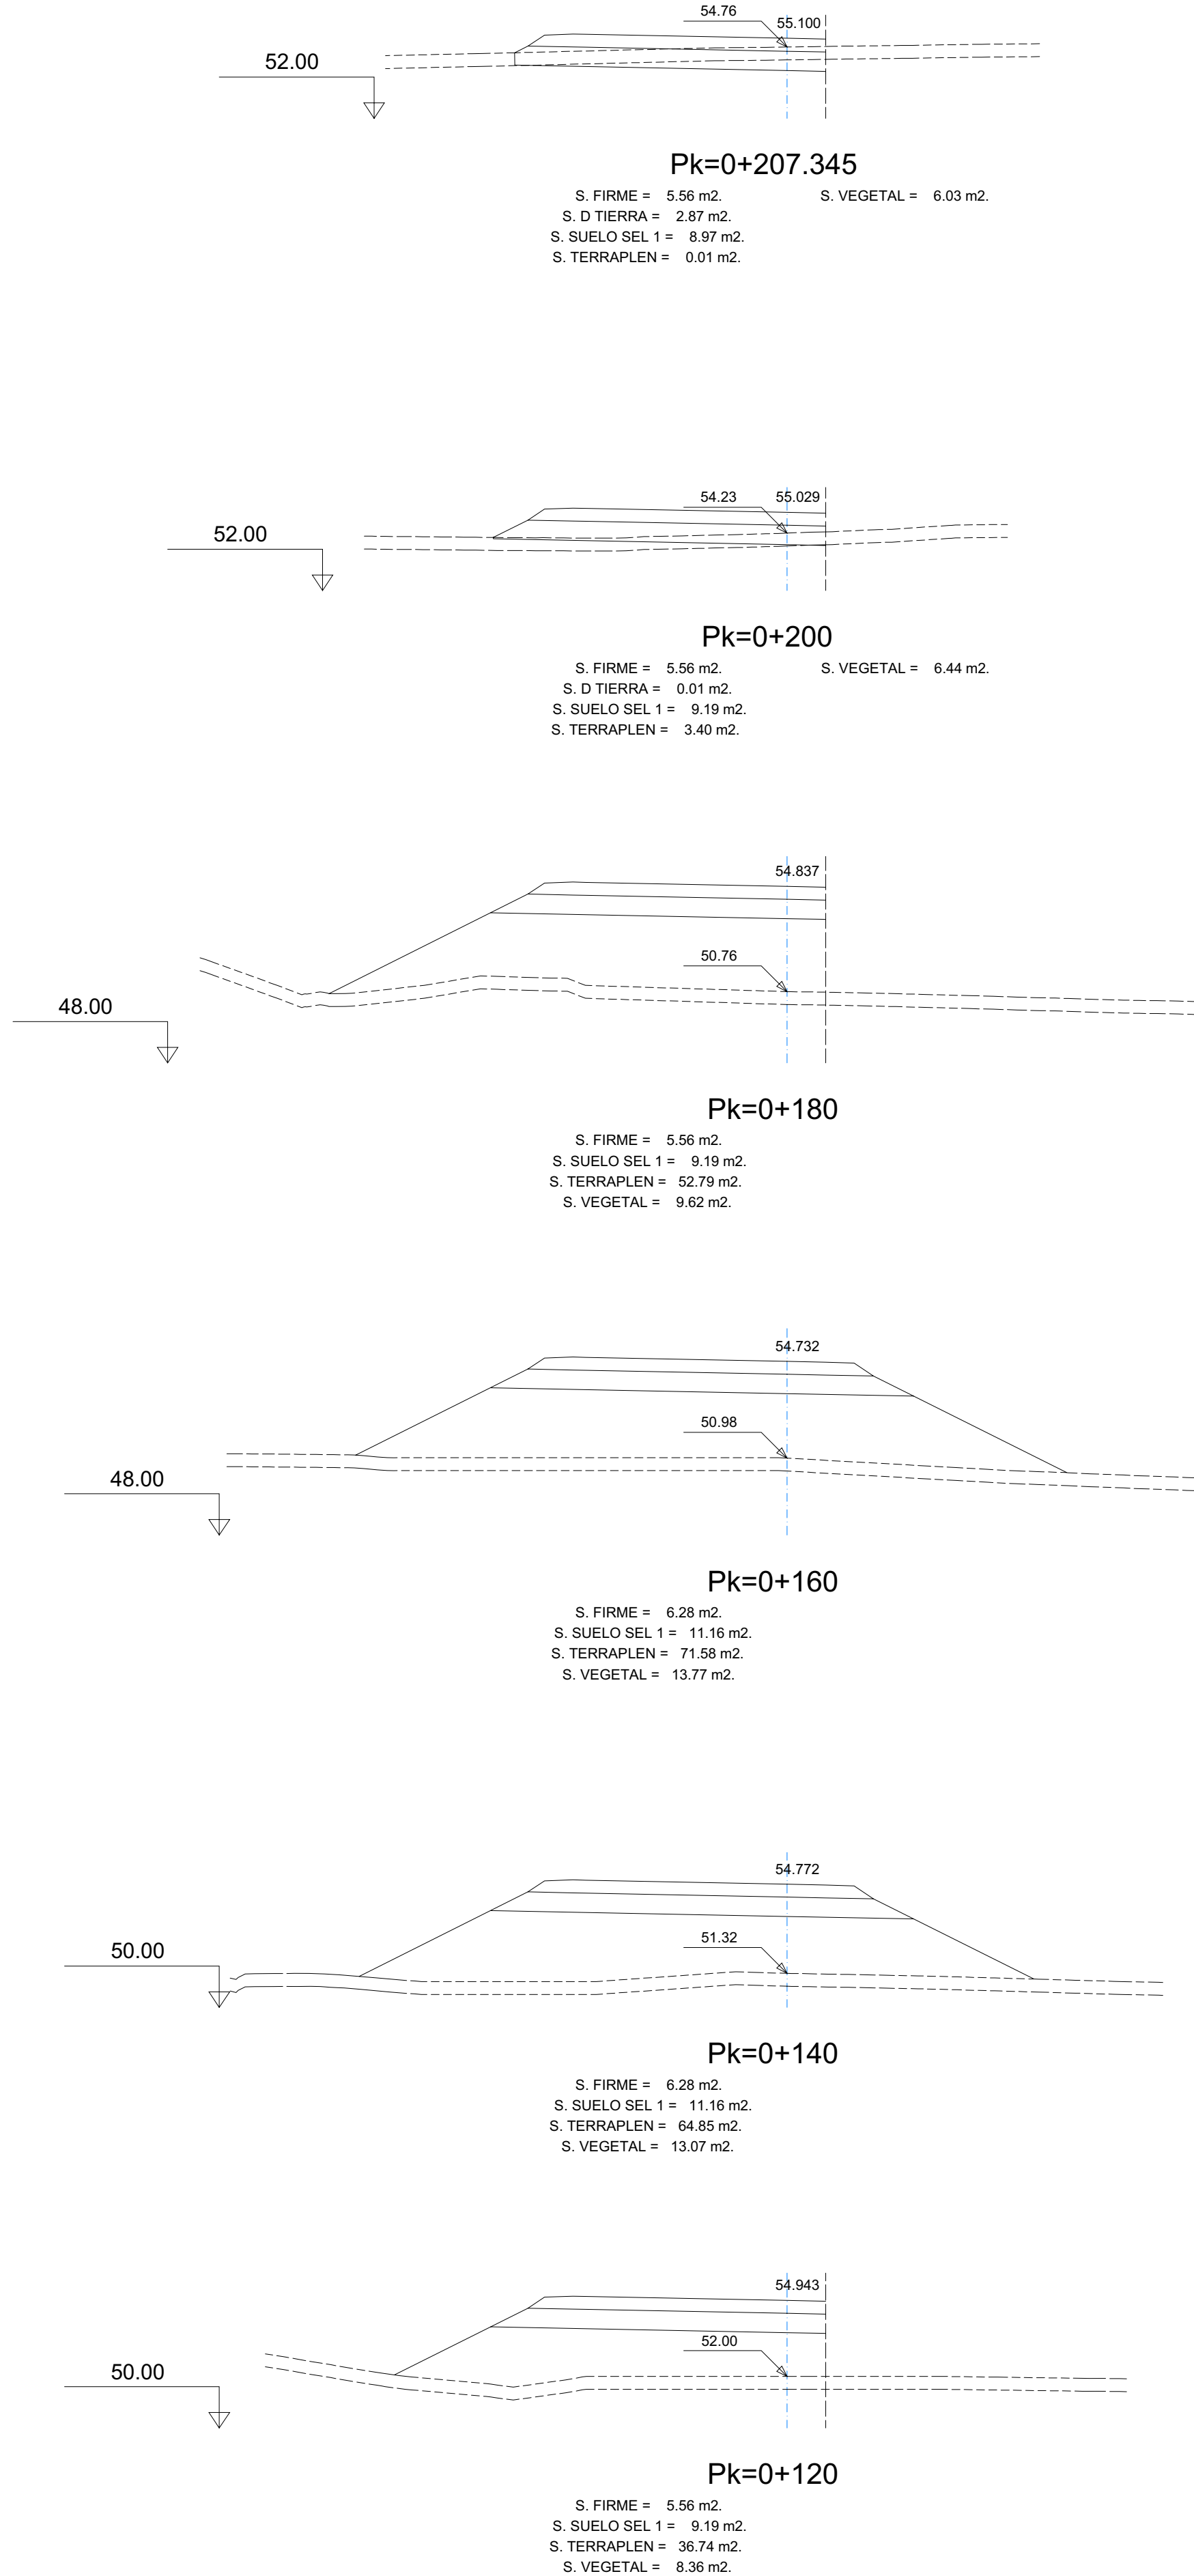 54.76
55.100
52.00
Pk=0+207.345
S. FIRME = 5.56 m2. S. VEGETAL = 6.03 m2.
S. D TIERRA = 2.87 m2.
S. SUELO SEL 1 = 8.97 m2.
S. TERRAPLEN = 0.01 m2.
54.23 55.029
52.00
Pk=0+200
S. FIRME = 5.56 m2. S. VEGETAL = 6.44 m2.
S. D TIERRA = 0.01 m2.
S. SUELO SEL 1 = 9.19 m2.
S. TERRAPLEN = 3.40 m2.
54.837
50.76
48.00
Pk=0+180
S. FIRME = 5.56 m2.
S. SUELO SEL 1 = 9.19 m2.
S. TERRAPLEN = 52.79 m2.
S. VEGETAL = 9.62 m2.
54.732
50.98
48.00
Pk=0+160
S. FIRME = 6.28 m2.
S. SUELO SEL 1 = 11.16 m2.
S. TERRAPLEN = 71.58 m2.
S. VEGETAL = 13.77 m2.
54.772
51.32
50.00
Pk=0+140
S. FIRME = 6.28 m2.
S. SUELO SEL 1 = 11.16 m2.
S. TERRAPLEN = 64.85 m2.
S. VEGETAL = 13.07 m2.
54.943
52.00
50.00
Pk=0+120
S. FIRME = 5.56 m2.
S. SUELO SEL 1 = 9.19 m2.
S. TERRAPLEN = 36.74 m2.
S. VEGETAL = 8.36 m2.